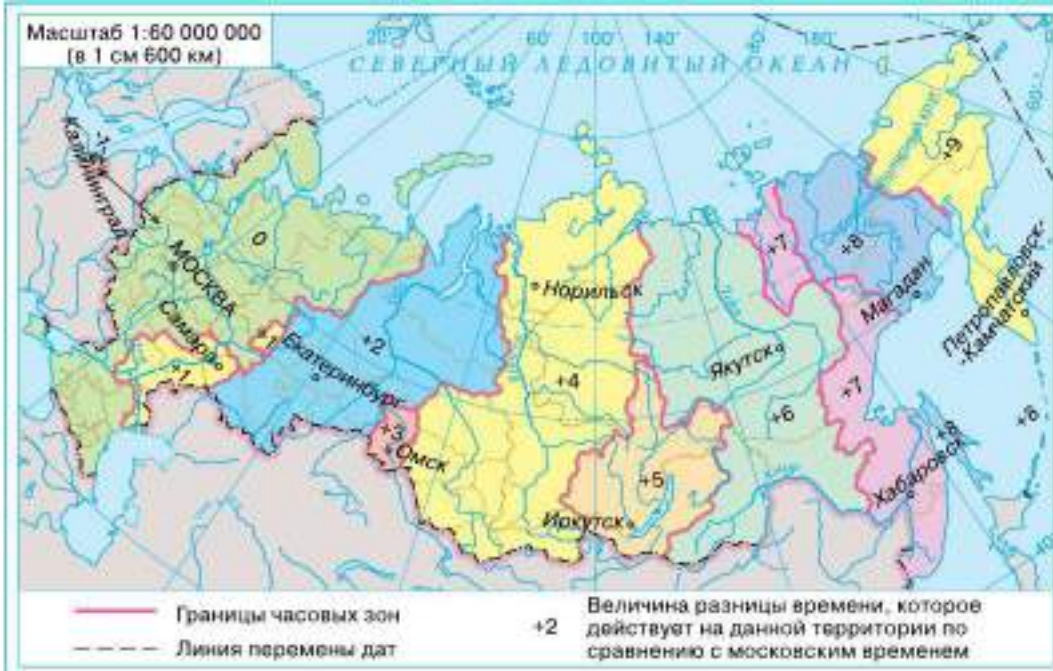 Масштаб 1:60 000 000
(в 1 см 600 км)
20°
60°
100°
140°
180°
СЕВЕРНЫЙ ЛЕДОВИТЫЙ ОКЕАН
Калининград
-1
МОСКВА
0
Самара
+1
+1
Екатеринбург
+2
+3
Омск
Норильск
+4
Иркутск
+5
Якутск
+6
+7
+7
Хабаровск
+8
+8
Магадан
+9
Петропавловск-
-Камчатский
+8
40
Границы часовых зон
Линия перемены дат
+2
Величина разницы времени, которое
действует на данной территории по
сравнению с московским временем